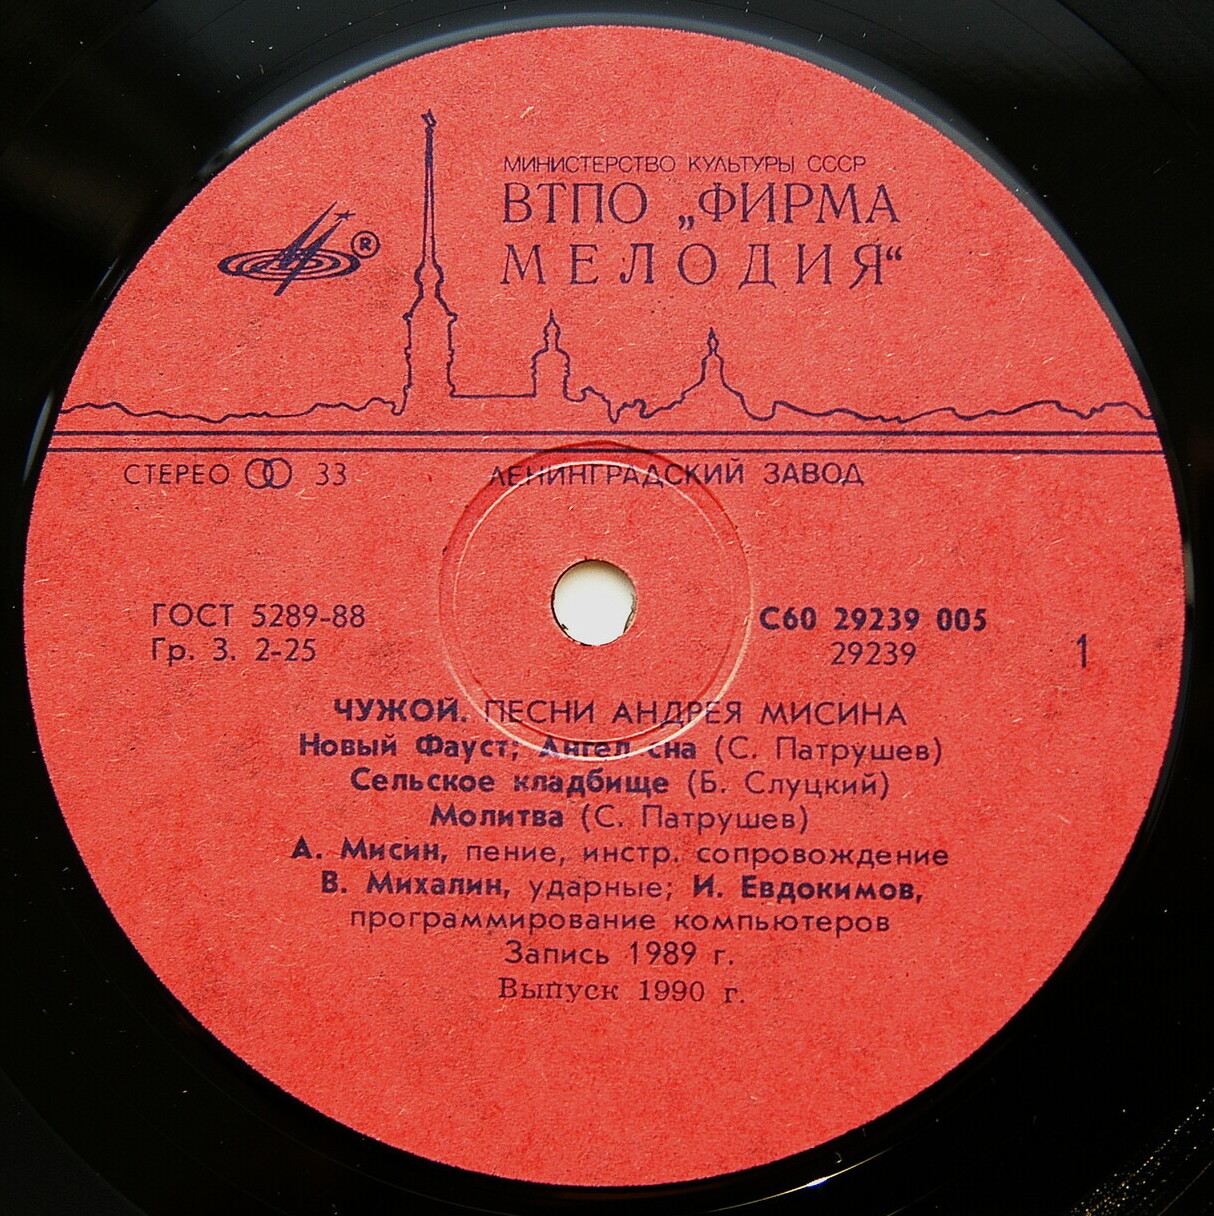 МИНИСТЕРСТВО КУЛЬТУРЫ СССР
ВТПО „ФИРМА
МЕЛОДИЯ“
®
СТЕРЕО 33
ЛЕНИНГРАДСКИЙ ЗАВОД
ГОСТ 5289-88
Гр. 3. 2-25
С60 29239 005
29239
1
ЧУЖОЙ. ПЕСНИ АНДРЕЯ МИСИНА
Новый Фауст; Ангел сна (С. Патрушев)
Сельское кладбище (Б. Слуцкий)
Молитва (С. Патрушев)
А. Мисин, пение, инстр. сопровождение
В. Михалин, ударные; И. Евдокимов,
программирование компьютеров
Запись 1989 г.
Выпуск 1990 г.